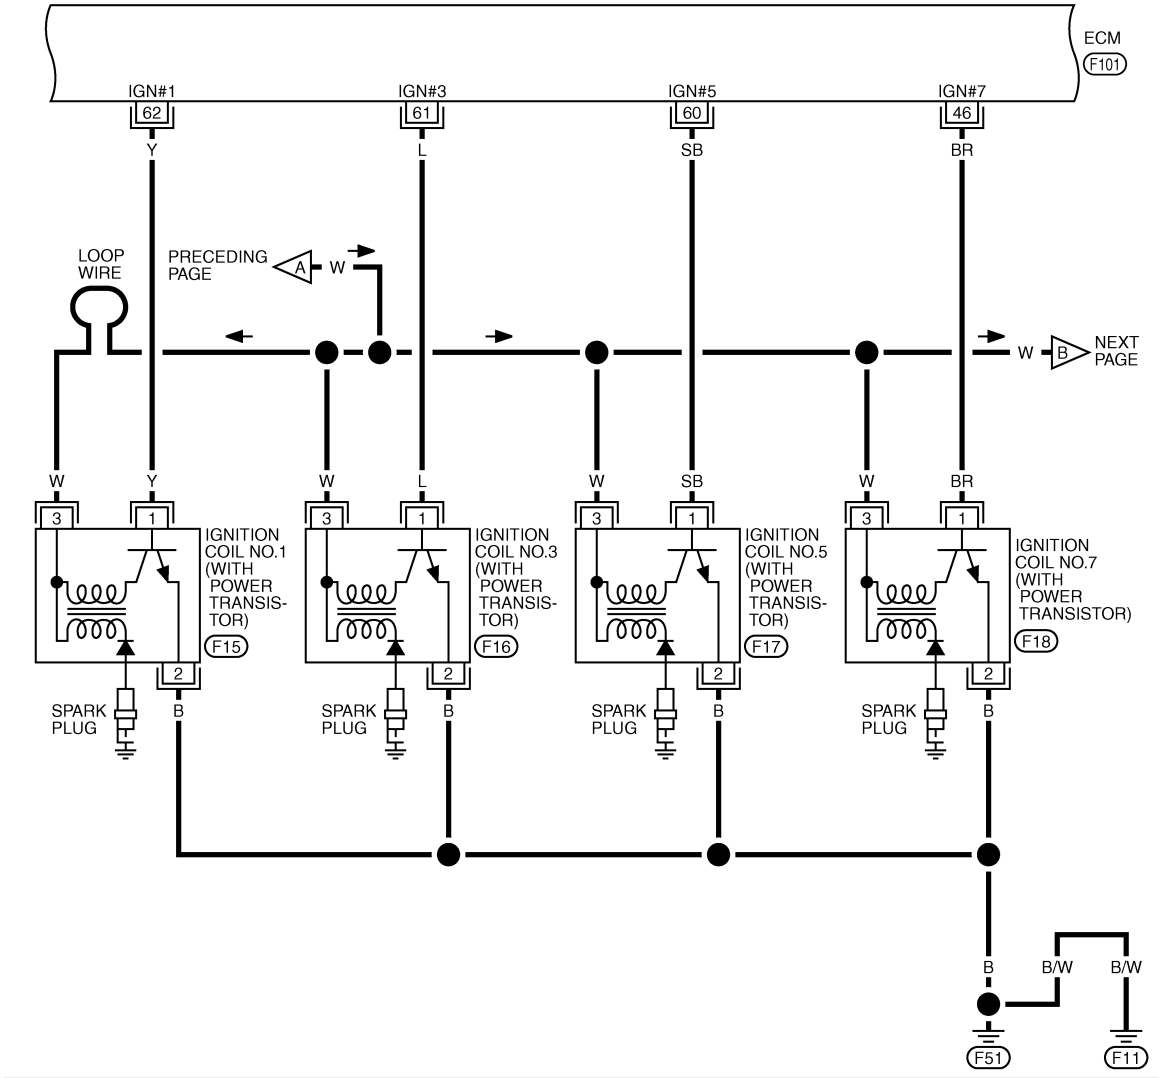 ECM
F101
IGN#1
IGN#3
IGN#5
IGN#7
62
61
60
46
Y
L
SB
BR
LOOP
WIRE
PRECEDING
PAGE
A
W
W
B
NEXT
PAGE
W
Y
W
L
W
SB
W
BR
3
1
3
1
3
1
3
1
IGNITION
COIL NO.1
(WITH
POWER
TRANSIS-
TOR)
F15
IGNITION
COIL NO.3
(WITH
POWER
TRANSIS-
TOR)
F16
IGNITION
COIL NO.5
(WITH
POWER
TRANSIS-
TOR)
F17
IGNITION
COIL NO.7
(WITH
POWER
TRANSISTOR)
F18
2
2
2
2
SPARK
PLUG
B
SPARK
PLUG
B
SPARK
PLUG
B
SPARK
PLUG
B
B
B/W
B/W
F51
F11